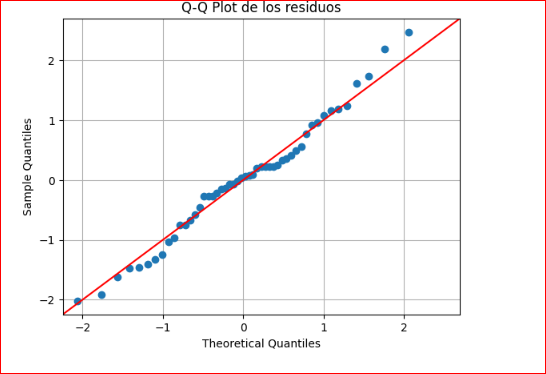 Q-Q Plot de los residuos
2
1
0
−1
−2
Sample Quantiles
−2 −1 0 1 2
Theoretical Quantiles